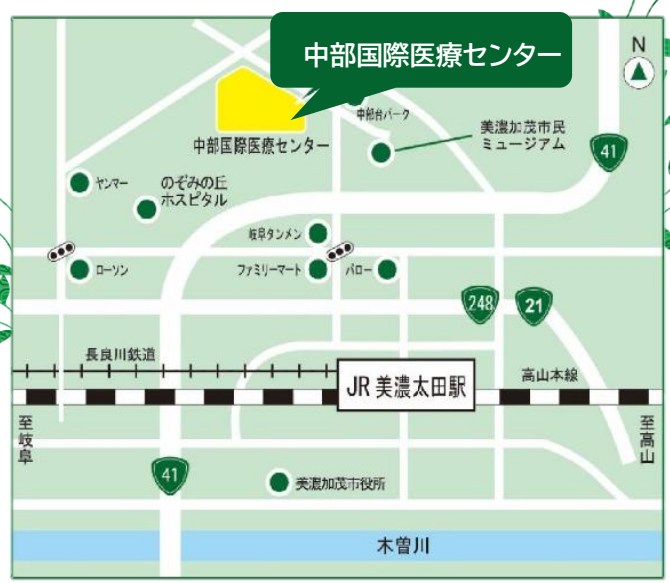 中部国際医療センター
N
中部台パーク
美濃加茂市民
ミュージアム
41
中部国際医療センター
ヤンマー
のぞみの丘
ホスピタル
岐阜タンメン
ローソン
ファミリーマート
バロー
248
21
長良川鉄道
JR 美濃太田駅
高山本線
至岐阜
至高山
41
美濃加茂市役所
木曽川